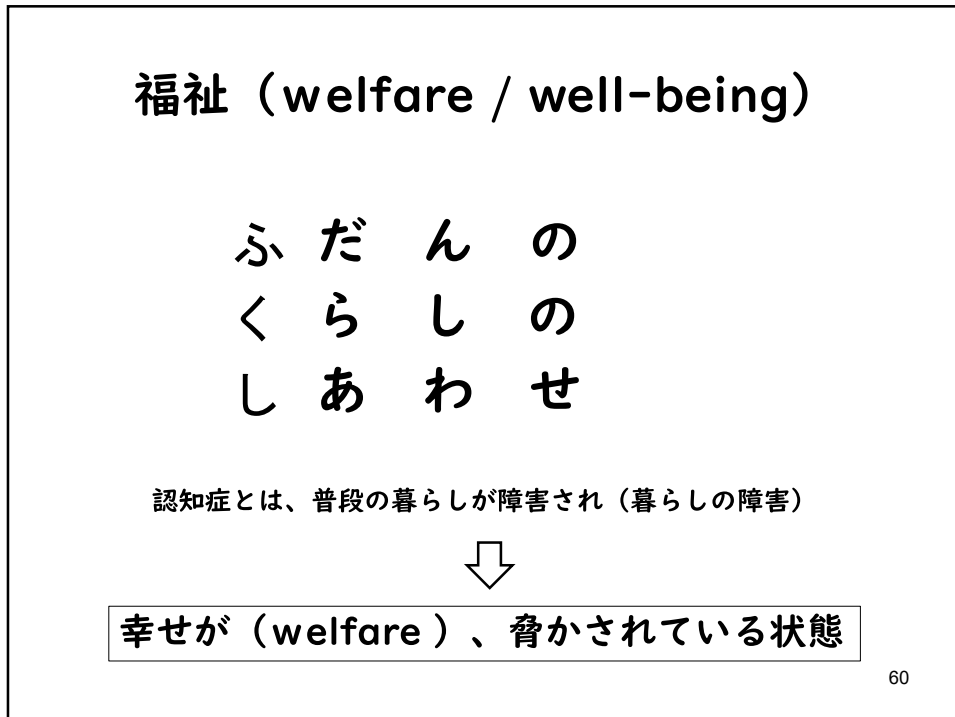 福祉（welfare / well-being）
ふだんの
くらしの
しあわせ
認知症とは、普段の暮らしが障害され（暮らしの障害）
幸せが（welfare ）、脅かされている状態
60